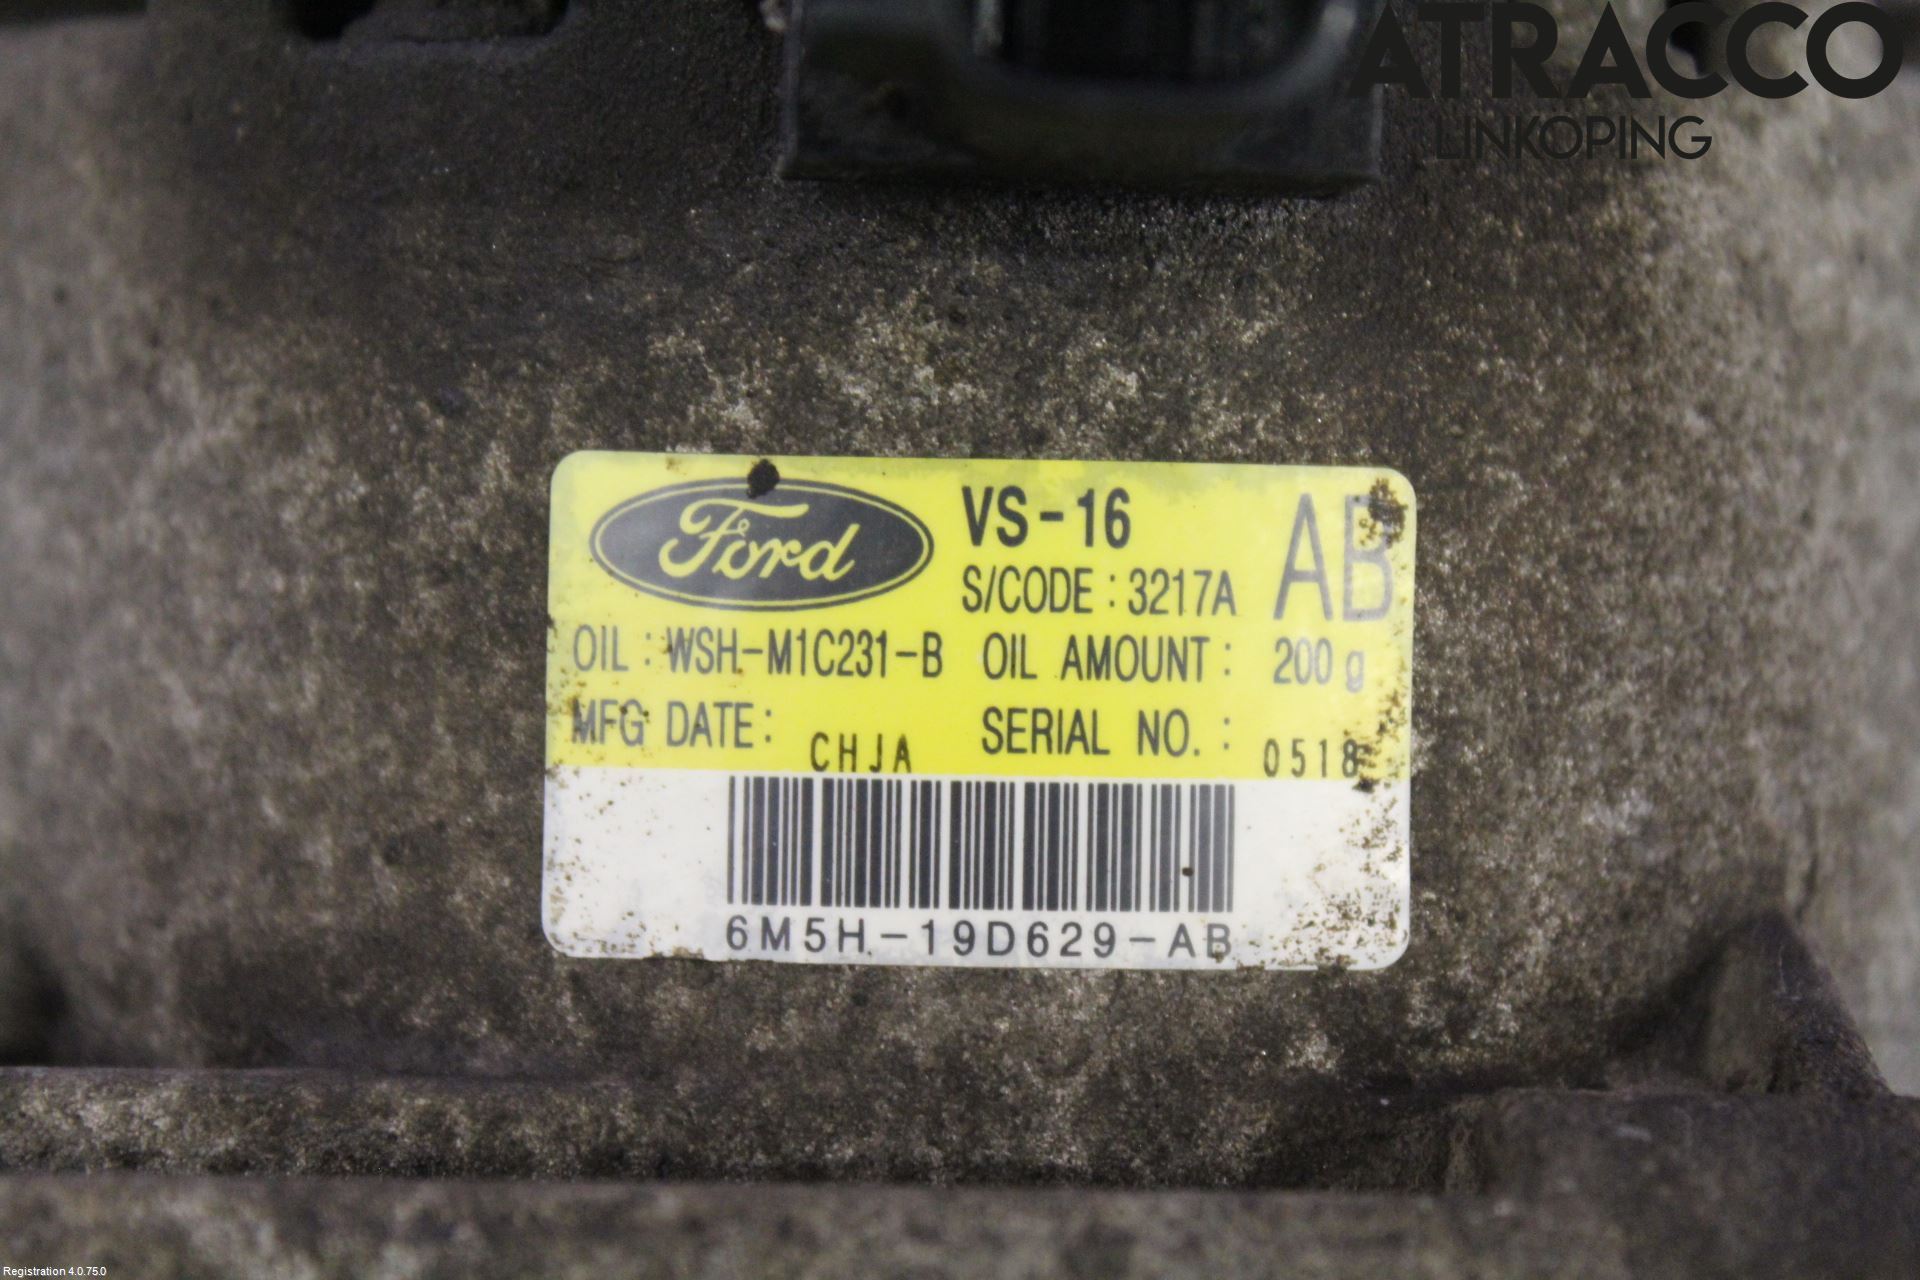 ATRACCO
LINKOPING
Ford
VS-16
AB
S/CODE : 3217A
OIL : WSH-M1C231-B OIL AMOUNT : 200 g
MFG DATE : CHJA SERIAL NO. : 0518
6M5H-19D629-AB
Registration 4.0.75.0